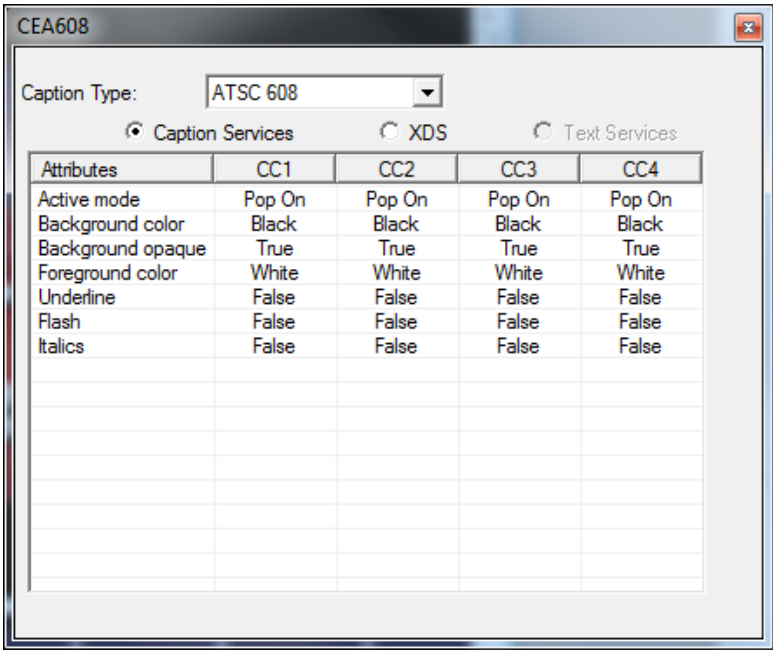 CEA608
Caption Type: ATSC 608
Caption Services XDS Text Services
Attributes CC1 CC2 CC3 CC4
Active mode Pop On Pop On Pop On Pop On
Background color Black Black Black Black
Background opaque True True True True
Foreground color White White White White
Underline False False False False
Flash False False False False
Italics False False False False